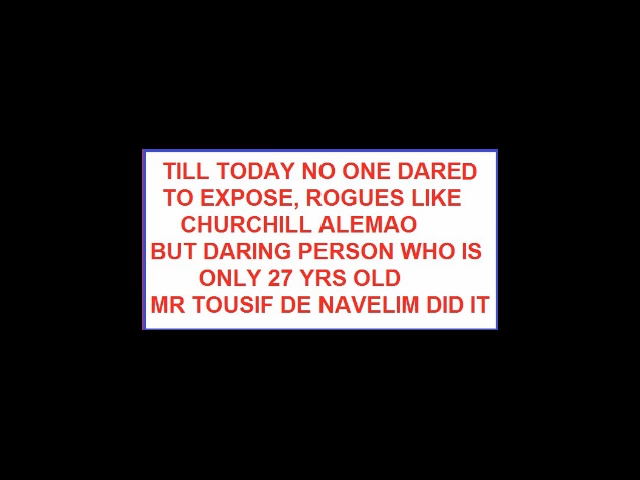 TILL TODAY NO ONE DARED
TO EXPOSE, ROGUES LIKE
CHURCHILL ALEMAO
BUT DARING PERSON WHO IS
ONLY 27 YRS OLD
MR TOUSIF DE NAVELIM DID IT